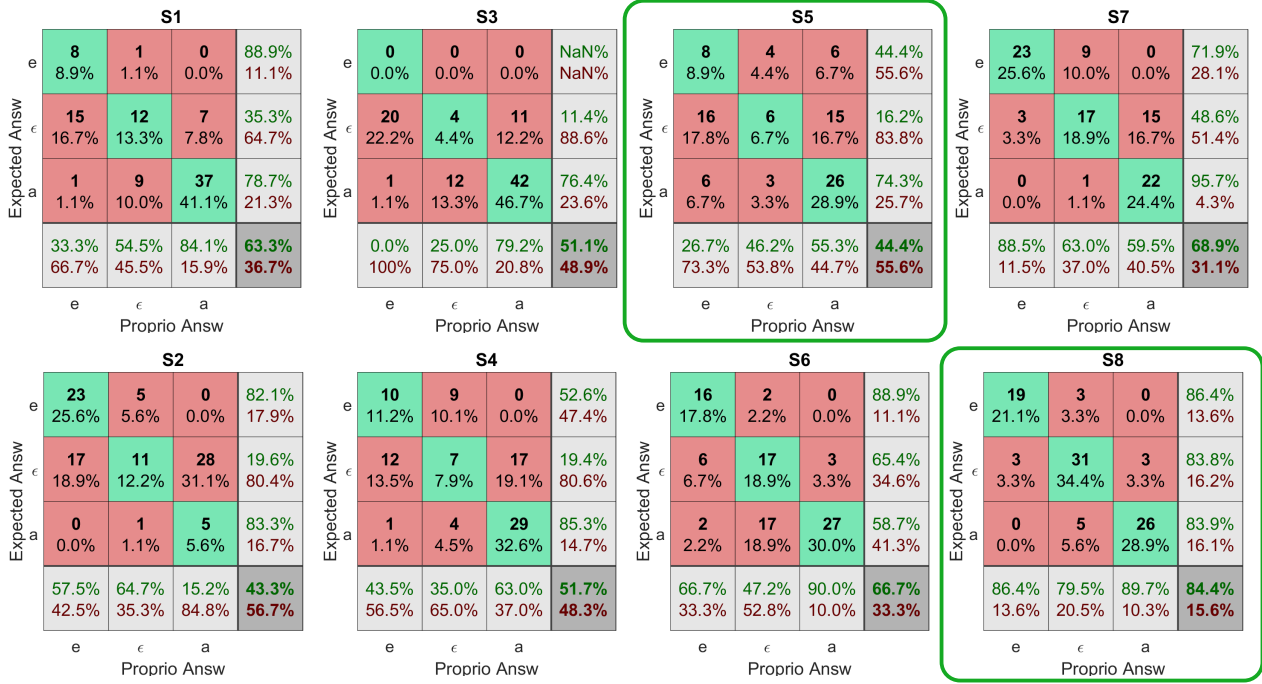 S1
S3
S5
S7
8 1 0 88.9%
8.9% 1.1% 0.0% 11.1%
15 12 7 35.3%
16.7% 13.3% 7.8% 64.7%
1 9 37 78.7%
1.1% 10.0% 41.1% 21.3%
33.3% 54.5% 84.1% 63.3%
66.7% 45.5% 15.9% 36.7%
e
ϵ
a
Expected Answ
e ϵ a
Proprio Answ
0 0 0 NaN%
0.0% 0.0% 0.0% NaN%
20 4 11 11.4%
22.2% 4.4% 12.2% 88.6%
1 12 42 76.4%
1.1% 13.3% 46.7% 23.6%
0.0% 25.0% 79.2% 51.1%
100% 75.0% 20.8% 48.9%
e
ϵ
a
Expected Answ
e ϵ a
Proprio Answ
8 4 6 44.4%
8.9% 4.4% 6.7% 55.6%
16 6 15 16.2%
17.8% 6.7% 16.7% 83.8%
6 3 26 74.3%
6.7% 3.3% 28.9% 25.7%
26.7% 46.2% 55.3% 44.4%
73.3% 53.8% 44.7% 55.6%
e
ϵ
a
Expected Answ
e ϵ a
Proprio Answ
23 9 0 71.9%
25.6% 10.0% 0.0% 28.1%
3 17 15 48.6%
3.3% 18.9% 16.7% 51.4%
0 1 22 95.7%
0.0% 1.1% 24.4% 4.3%
88.5% 63.0% 59.5% 68.9%
11.5% 37.0% 40.5% 31.1%
e
ϵ
a
Expected Answ
e ϵ a
Proprio Answ
S2
S4
S6
S8
23 5 0 82.1%
25.6% 5.6% 0.0% 17.9%
17 11 28 19.6%
18.9% 12.2% 31.1% 80.4%
0 1 5 83.3%
0.0% 1.1% 5.6% 16.7%
57.5% 64.7% 15.2% 43.3%
42.5% 35.3% 84.8% 56.7%
e
ϵ
a
Expected Answ
e ϵ a
Proprio Answ
10 9 0 52.6%
11.2% 10.1% 0.0% 47.4%
12 7 17 19.4%
13.5% 7.9% 19.1% 80.6%
1 4 29 85.3%
1.1% 4.5% 32.6% 14.7%
43.5% 35.0% 63.0% 51.7%
56.5% 65.0% 37.0% 48.3%
e
ϵ
a
Expected Answ
e ϵ a
Proprio Answ
16 2 0 88.9%
17.8% 2.2% 0.0% 11.1%
6 17 3 65.4%
6.7% 18.9% 3.3% 34.6%
2 17 27 58.7%
2.2% 18.9% 30.0% 41.3%
66.7% 47.2% 90.0% 66.7%
33.3% 52.8% 10.0% 33.3%
e
ϵ
a
Expected Answ
e ϵ a
Proprio Answ
19 3 0 86.4%
21.1% 3.3% 0.0% 13.6%
3 31 3 83.8%
3.3% 34.4% 3.3% 16.2%
0 5 26 83.9%
0.0% 5.6% 28.9% 16.1%
86.4% 79.5% 89.7% 84.4%
13.6% 20.5% 10.3% 15.6%
e
ϵ
a
Expected Answ
e ϵ a
Proprio Answ